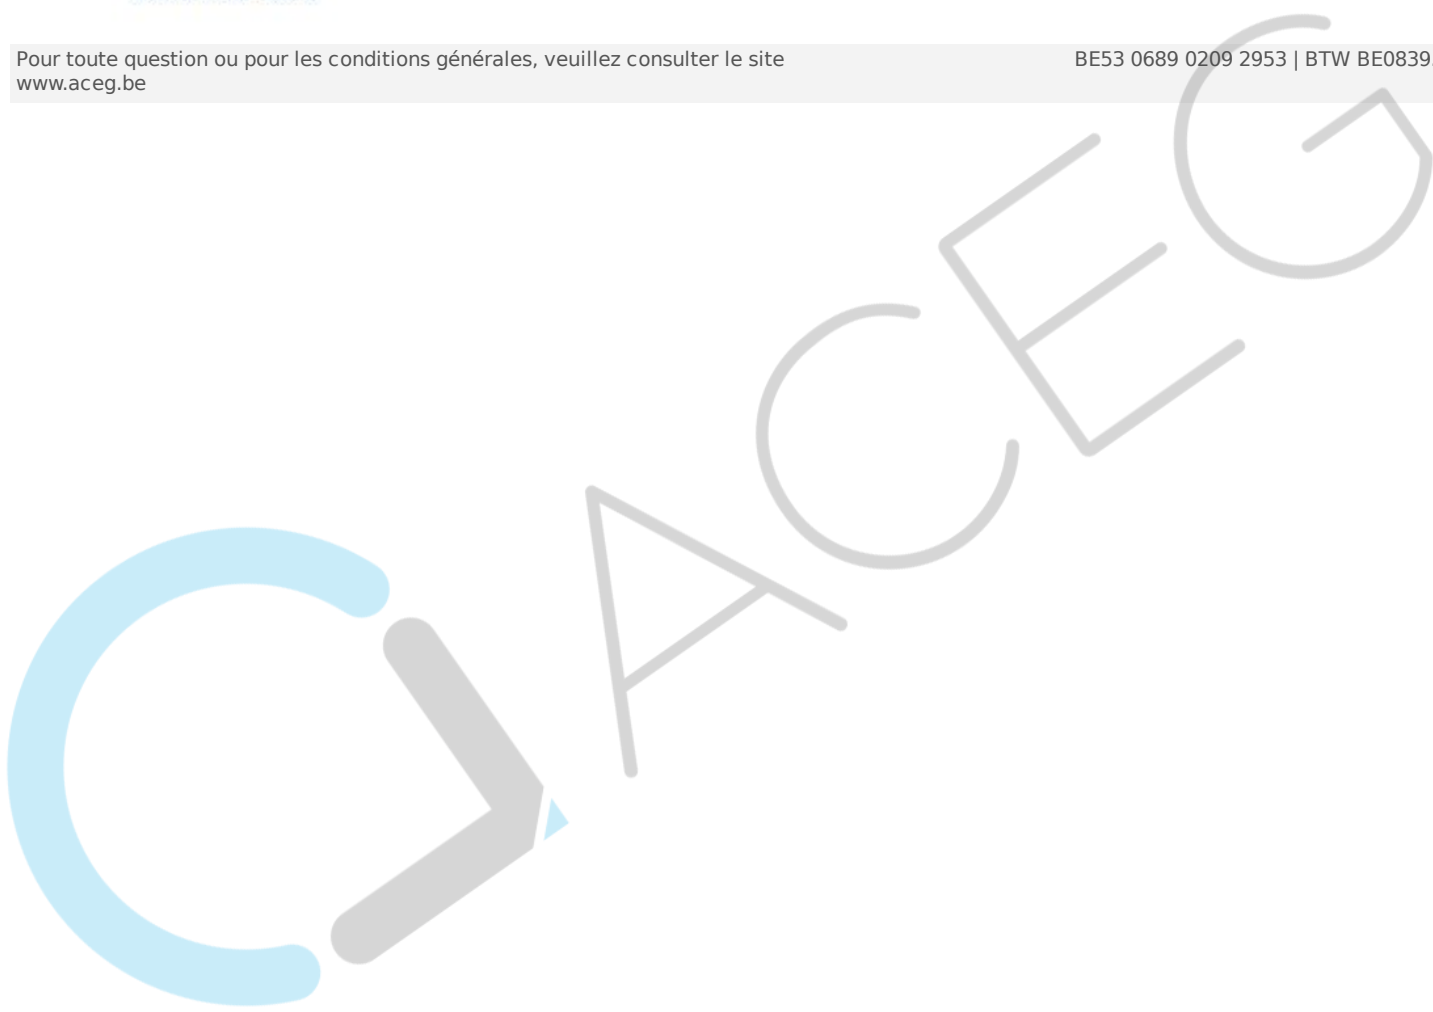 Pour toute question ou pour les conditions générales, veuillez consulter le site
www.aceg.be
BE53 0689 0209 2953 | BTW BE0839
ACEG